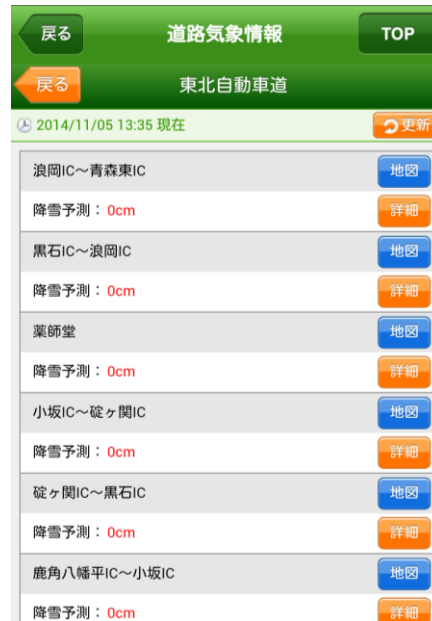 戻る 道路気象情報 TOP
戻る 東北自動車道
2014/11/05 13:35 現在 更新
浪岡IC～青森東IC 地図
降雪予測：0cm 詳細
黒石IC～浪岡IC 地図
降雪予測：0cm 詳細
薬師堂 地図
降雪予測：0cm 詳細
小坂IC～碇ヶ関IC 地図
降雪予測：0cm 詳細
碇ヶ関IC～黒石IC 地図
降雪予測：0cm 詳細
鹿角八幡平IC～小坂IC 地図
降雪予測：0cm 詳細